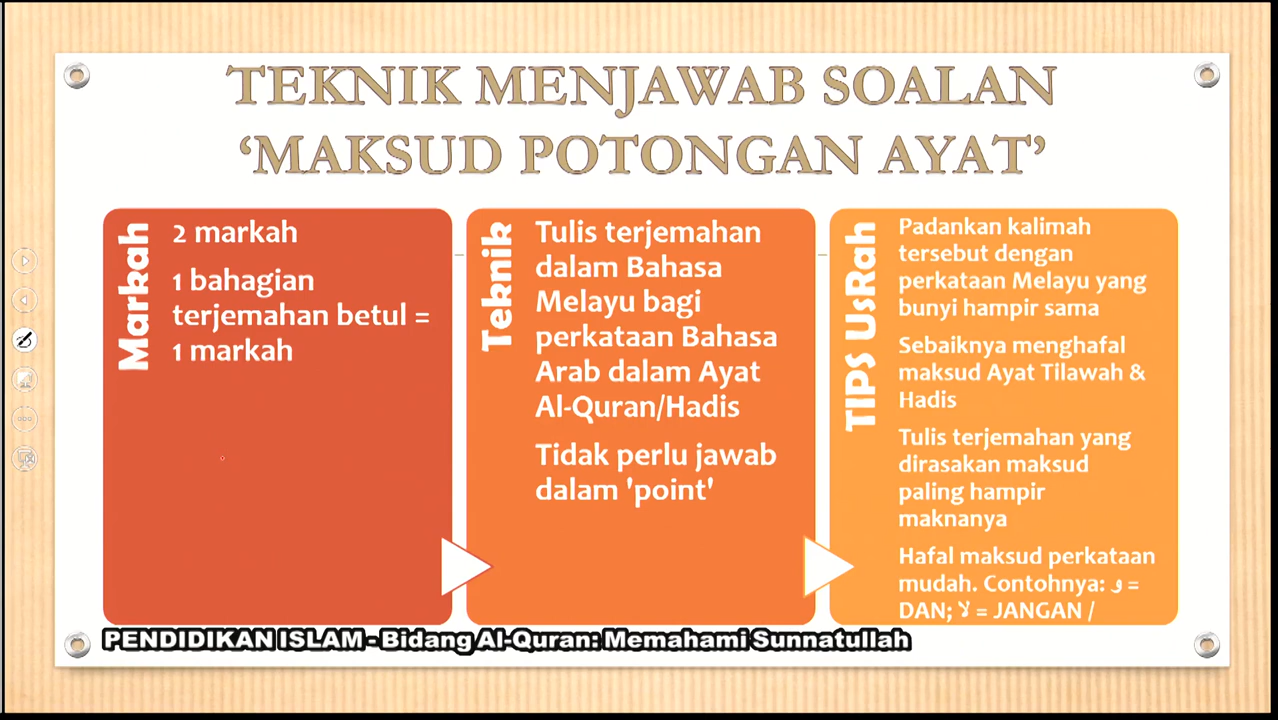 TEKNIK MENJAWAB SOALAN
‘MAKSUD POTONGAN AYAT’
Markah
2 markah
1 bahagian
terjemahan betul =
1 markah
Teknik
Tulis terjemahan
dalam Bahasa
Melayu bagi
perkataan Bahasa
Arab dalam Ayat
Al-Quran/Hadis
Tidak perlu jawab
dalam 'point'
TIPS UsRah
Padankan kalimah
tersebut dengan
perkataan Melayu yang
bunyi hampir sama
Sebaiknya menghafal
maksud Ayat Tilawah &
Hadis
Tulis terjemahan yang
dirasakan maksud
paling hampir
maknanya
Hafal maksud perkataan
mudah. Contohnya: و =
DAN; لا = JANGAN /
PENDIDIKAN ISLAM - Bidang Al-Quran: Memahami Sunnatullah